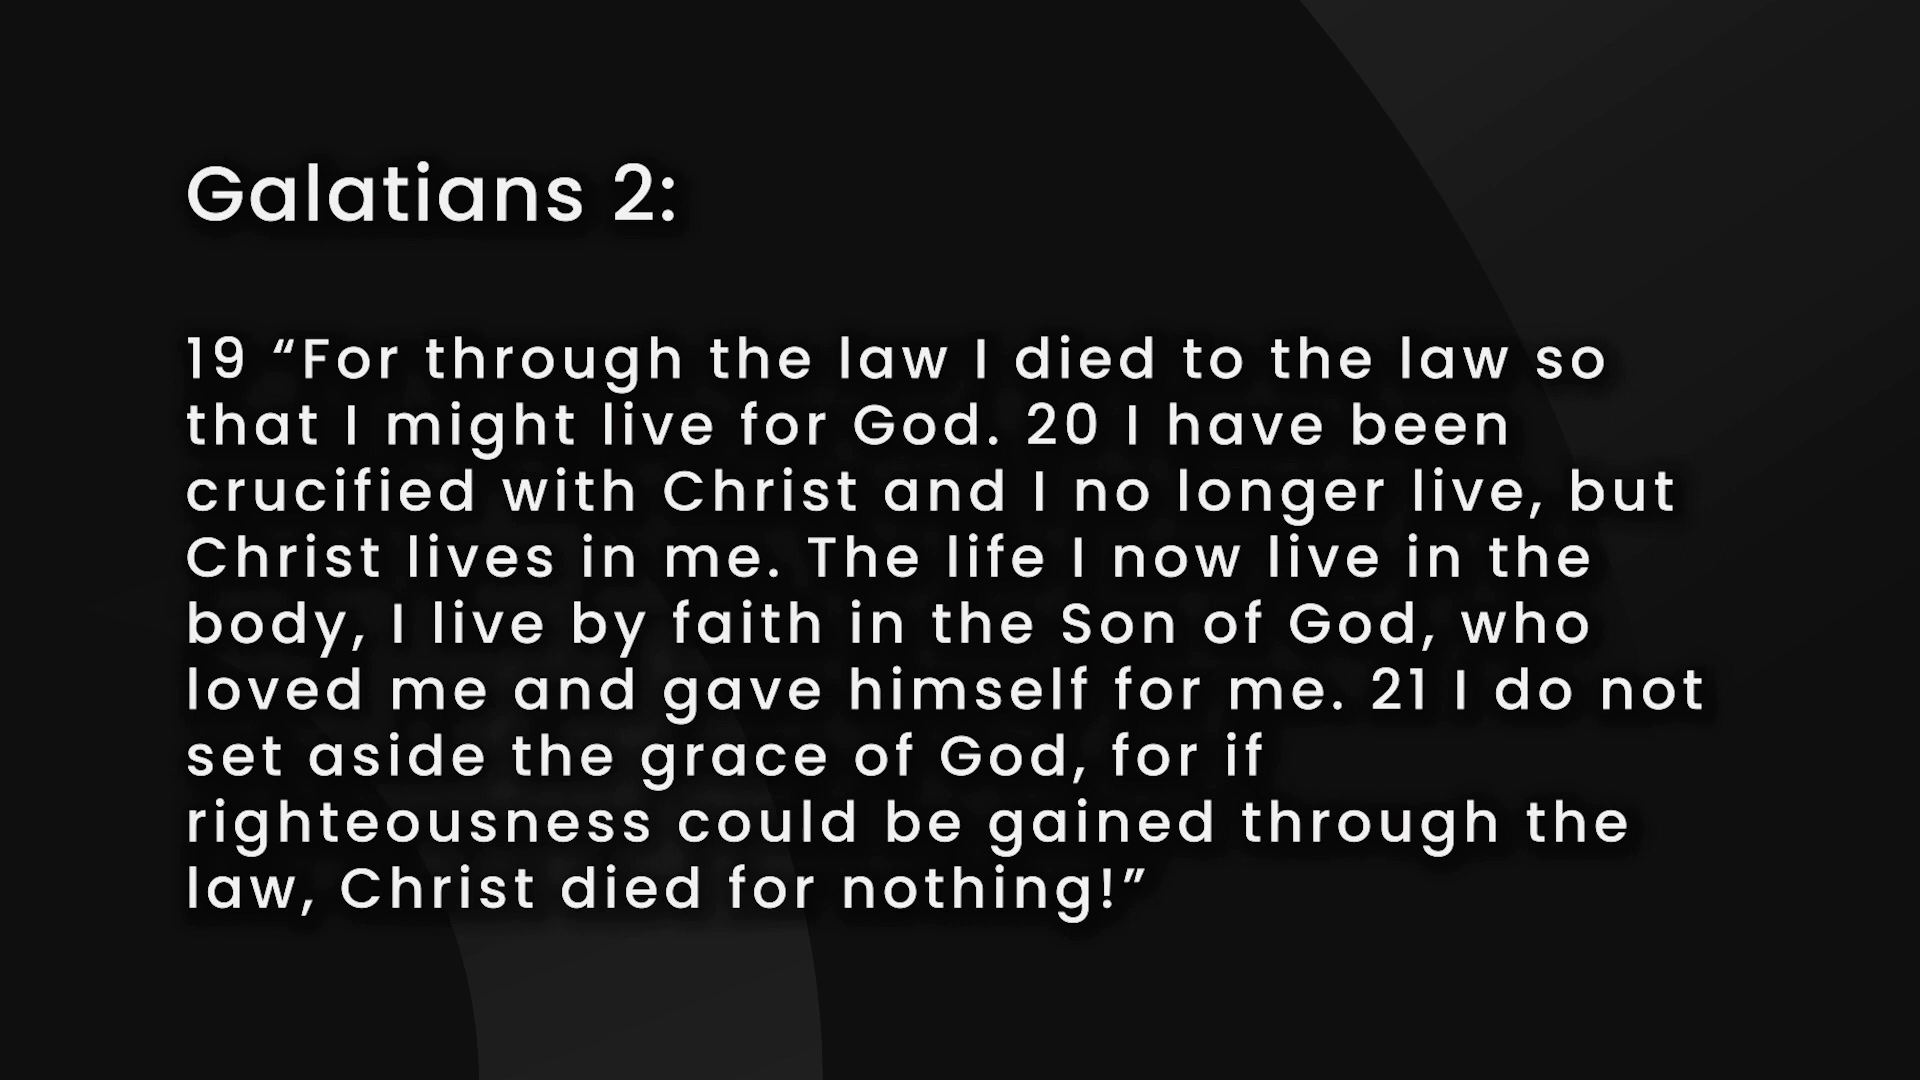 Galatians 2:
19 “For through the law I died to the law so
that I might live for God. 20 I have been
crucified with Christ and I no longer live, but
Christ lives in me. The life I now live in the
body, I live by faith in the Son of God, who
loved me and gave himself for me. 21 I do not
set aside the grace of God, for if
righteousness could be gained through the
law, Christ died for nothing!”